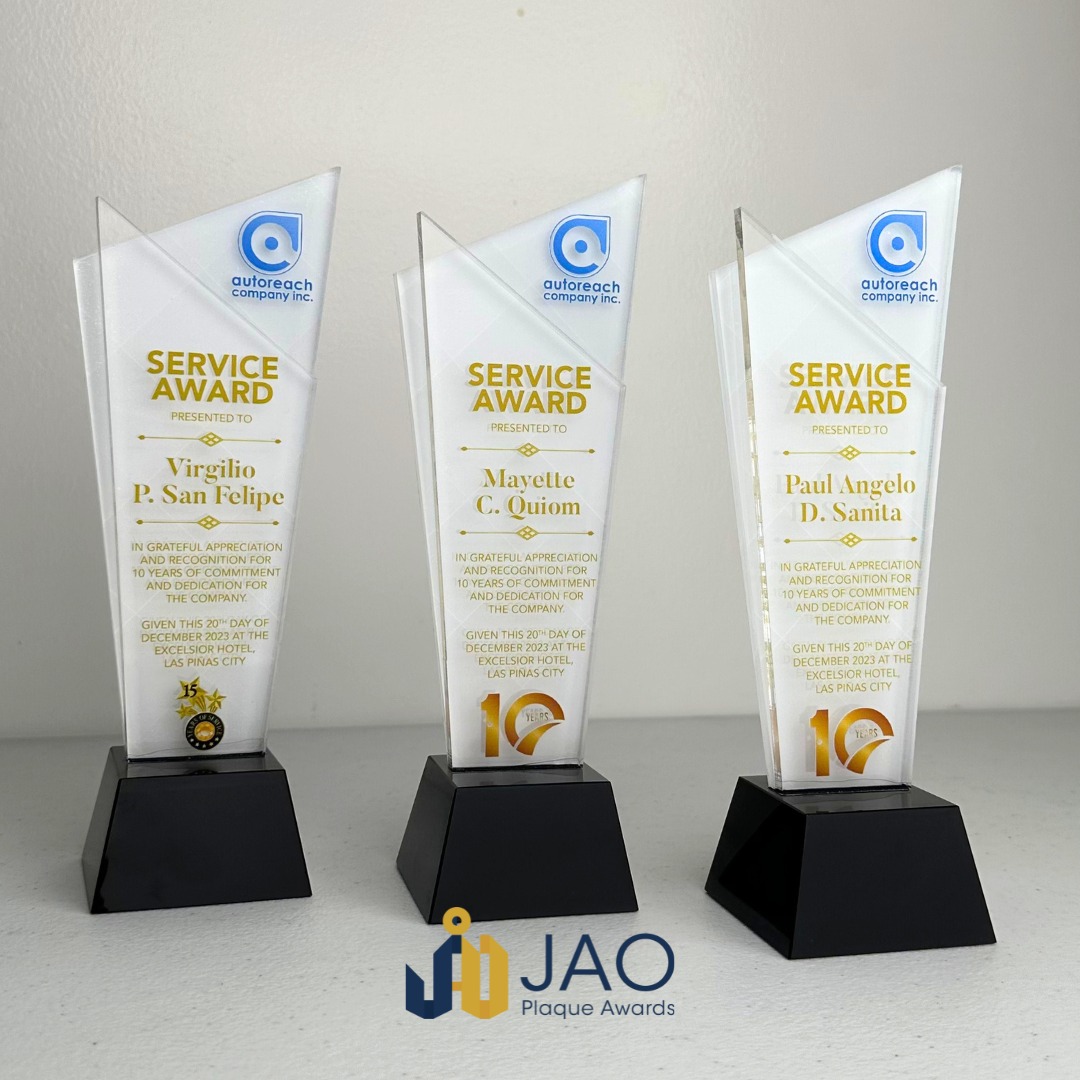 autoreach
company inc.
SERVICE
AWARD
PRESENTED TO
Virgilio
P. San Felipe
IN GRATEFUL APPRECIATION
AND RECOGNITION FOR
10 YEARS OF COMMITMENT
AND DEDICATION FOR
THE COMPANY.
GIVEN THIS 20TH DAY OF
DECEMBER 2023 AT THE
EXCELSIOR HOTEL,
LAS PIÑAS CITY
15
YEARS OF SERVICE
autoreach
company inc.
SERVICE
AWARD
PRESENTED TO
Mayette
C. Quiom
IN GRATEFUL APPRECIATION
AND RECOGNITION FOR
10 YEARS OF COMMITMENT
AND DEDICATION FOR
THE COMPANY.
GIVEN THIS 20TH DAY OF
DECEMBER 2023 AT THE
EXCELSIOR HOTEL,
LAS PIÑAS CITY
10
YEARS
autoreach
company inc.
SERVICE
AWARD
PRESENTED TO
Paul Angelo
D. Sanita
IN GRATEFUL APPRECIATION
AND RECOGNITION FOR
10 YEARS OF COMMITMENT
AND DEDICATION FOR
THE COMPANY.
GIVEN THIS 20TH DAY OF
DECEMBER 2023 AT THE
EXCELSIOR HOTEL,
LAS PIÑAS CITY
10
YEARS
JAO
Plaque Awards